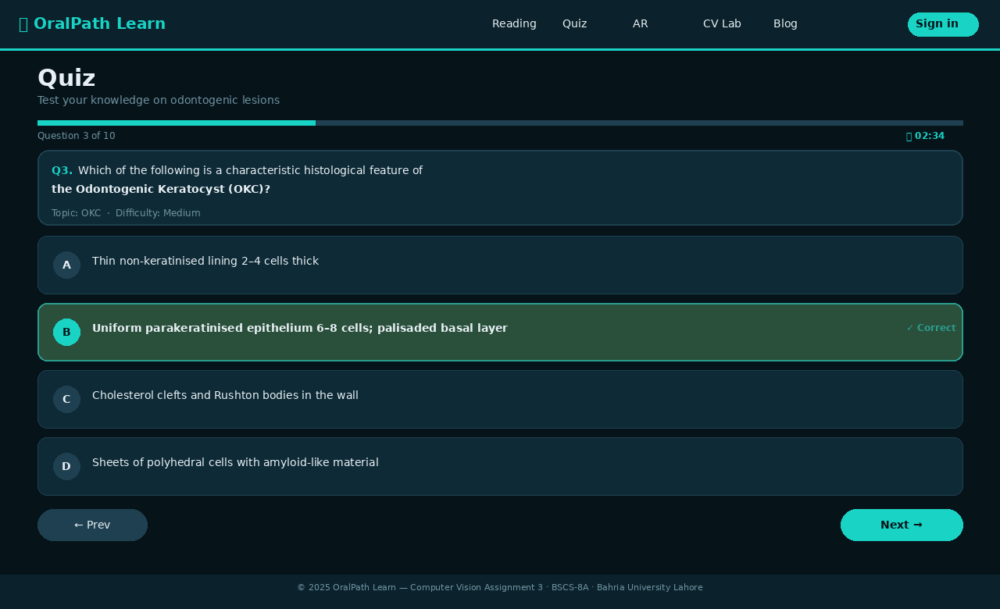 OralPath Learn
Reading Quiz AR CV Lab Blog Sign in
Quiz
Test your knowledge on odontogenic lesions
Question 3 of 10 02:34
Q3. Which of the following is a characteristic histological feature of
the Odontogenic Keratocyst (OKC)?
Topic: OKC · Difficulty: Medium
A Thin non-keratinised lining 2–4 cells thick
B Uniform parakeratinised epithelium 6–8 cells; palisaded basal layer ✓ Correct
C Cholesterol clefts and Rushton bodies in the wall
D Sheets of polyhedral cells with amyloid-like material
← Prev Next →
© 2025 OralPath Learn — Computer Vision Assignment 3 · BSCS-8A · Bahria University Lahore